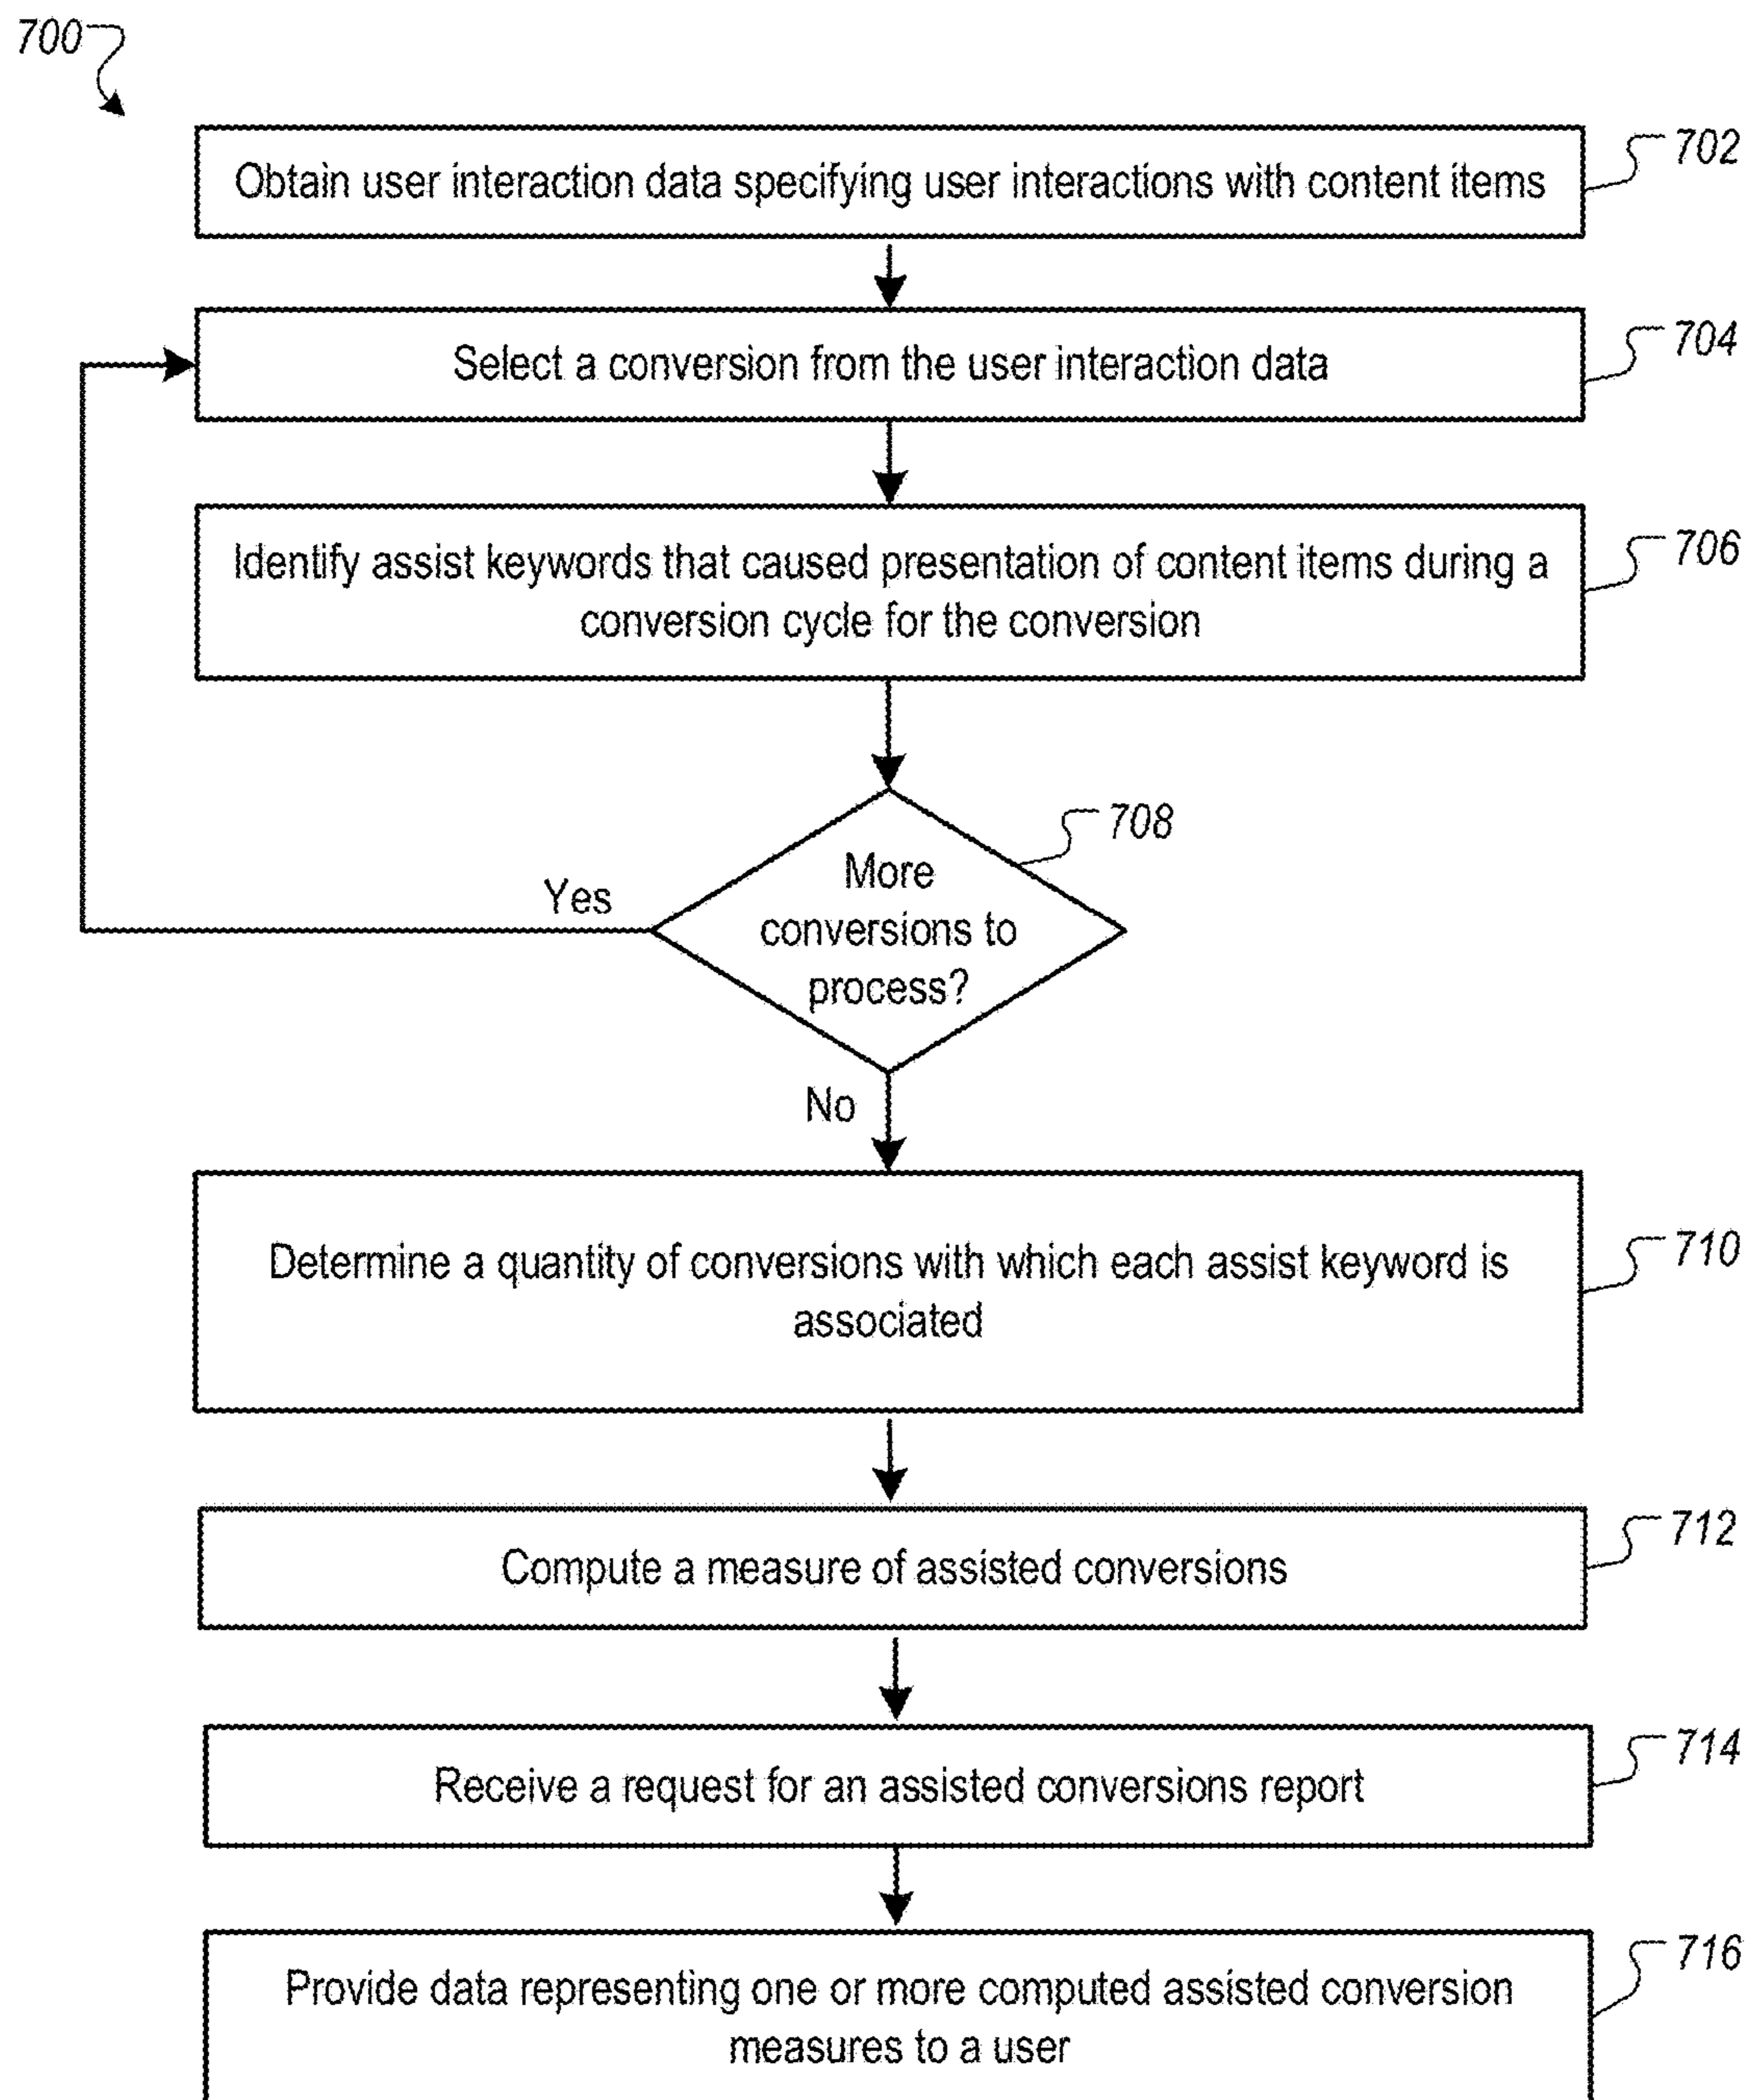 700
702
Obtain user interaction data specifying user interactions with content items
704
Select a conversion from the user interaction data
706
Identify assist keywords that caused presentation of content items during a
conversion cycle for the conversion
708
More
conversions to
process?
Yes
No
710
Determine a quantity of conversions with which each assist keyword is
associated
712
Compute a measure of assisted conversions
714
Receive a request for an assisted conversions report
716
Provide data representing one or more computed assisted conversion
measures to a user